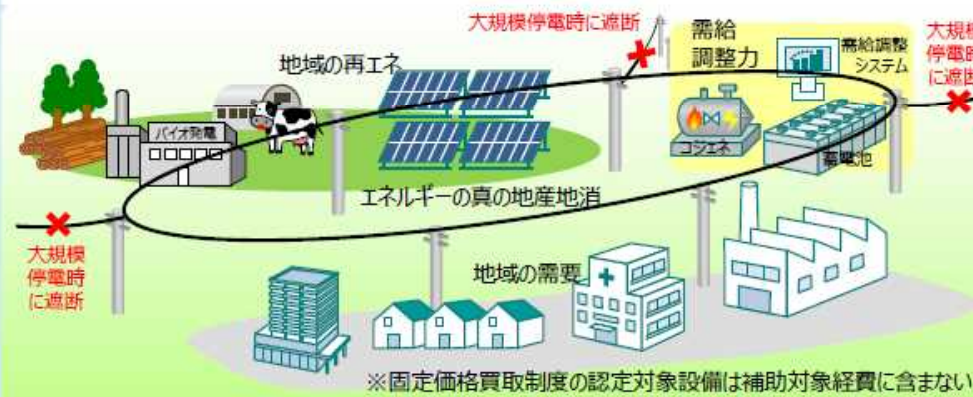 大規模停電時に遮断
需給
調整力
需給調整
システム
大規模
停電時
に遮断
地域の再エネ
バイオ発電
コジェネ
蓄電池
エネルギーの真の地産地消
大規模
停電時
に遮断
地域の需要
※固定価格買取制度の認定対象設備は補助対象経費に含まない